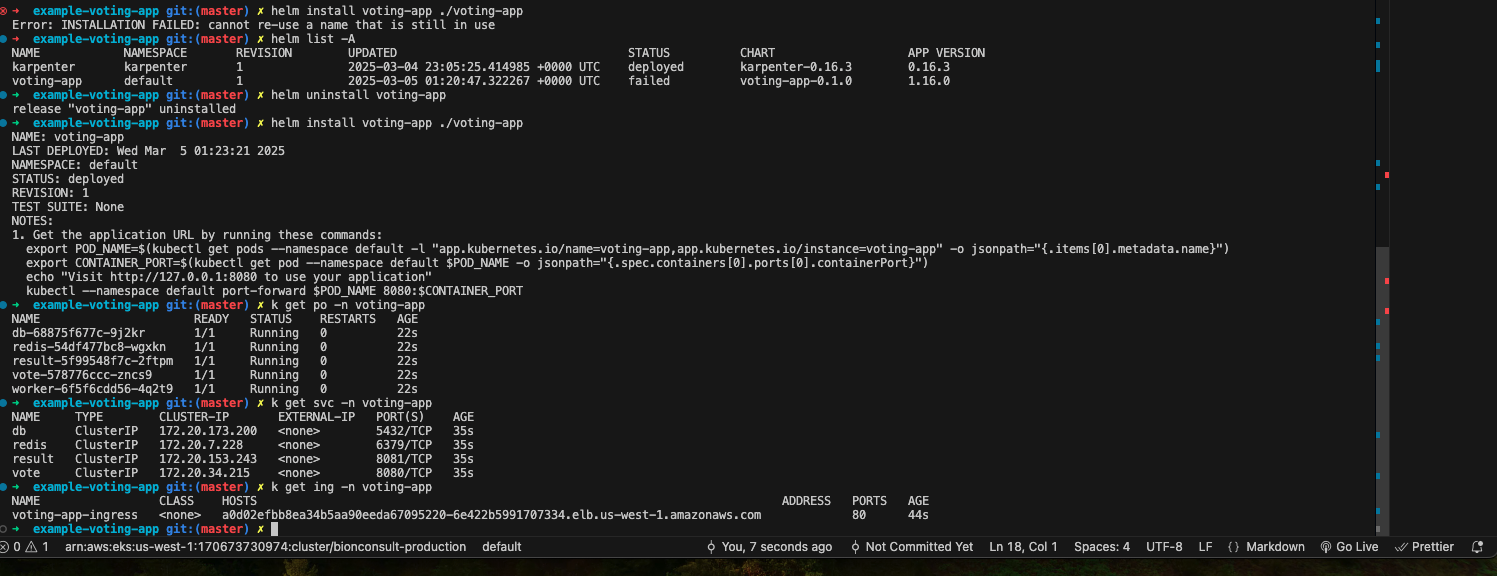 ➜ example-voting-app git:(master) ✗ helm install voting-app ./voting-app
Error: INSTALLATION FAILED: cannot re-use a name that is still in use
➜ example-voting-app git:(master) ✗ helm list -A
NAME NAMESPACE REVISION UPDATED STATUS CHART APP VERSION
karpenter karpenter 1 2025-03-04 23:05:25.414985 +0000 UTC deployed karpenter-0.16.3 0.16.3
voting-app default 1 2025-03-05 01:20:47.322267 +0000 UTC failed voting-app-0.1.0 1.16.0
➜ example-voting-app git:(master) ✗ helm uninstall voting-app
release "voting-app" uninstalled
➜ example-voting-app git:(master) ✗ helm install voting-app ./voting-app
NAME: voting-app
LAST DEPLOYED: Wed Mar 5 01:23:21 2025
NAMESPACE: default
STATUS: deployed
REVISION: 1
TEST SUITE: None
NOTES:
1. Get the application URL by running these commands:
export POD_NAME=$(kubectl get pods --namespace default -l "app.kubernetes.io/name=voting-app,app.kubernetes.io/instance=voting-app" -o jsonpath="{.items[0].metadata.name}")
export CONTAINER_PORT=$(kubectl get pod --namespace default $POD_NAME -o jsonpath="{.spec.containers[0].ports[0].containerPort}")
echo "Visit http://127.0.0.1:8080 to use your application"
kubectl --namespace default port-forward $POD_NAME 8080:$CONTAINER_PORT
➜ example-voting-app git:(master) ✗ k get po -n voting-app
NAME READY STATUS RESTARTS AGE
db-68875f677c-9j2kr 1/1 Running 0 22s
redis-54df477bc8-wgxkn 1/1 Running 0 22s
result-5f99548f7c-2ftpm 1/1 Running 0 22s
vote-578776ccc-zncs9 1/1 Running 0 22s
worker-6f5f6cdd56-4q2t9 1/1 Running 0 22s
➜ example-voting-app git:(master) ✗ k get svc -n voting-app
NAME TYPE CLUSTER-IP EXTERNAL-IP PORT(S) AGE
db ClusterIP 172.20.173.200 <none> 5432/TCP 35s
redis ClusterIP 172.20.7.228 <none> 6379/TCP 35s
result ClusterIP 172.20.153.243 <none> 8081/TCP 35s
vote ClusterIP 172.20.34.215 <none> 8080/TCP 35s
➜ example-voting-app git:(master) ✗ k get ing -n voting-app
NAME CLASS HOSTS ADDRESS PORTS AGE
voting-app-ingress <none> a0d02efbb8ea34b5aa90eeda67095220-6e422b5991707334.elb.us-west-1.amazonaws.com 80 44s
➜ example-voting-app git:(master) ✗
0 1 arn:aws:eks:us-west-1:170673730974:cluster/bionconsult-production default You, 7 seconds ago Not Committed Yet Ln 18, Col 1 Spaces: 4 UTF-8 LF {} Markdown Go Live Prettier